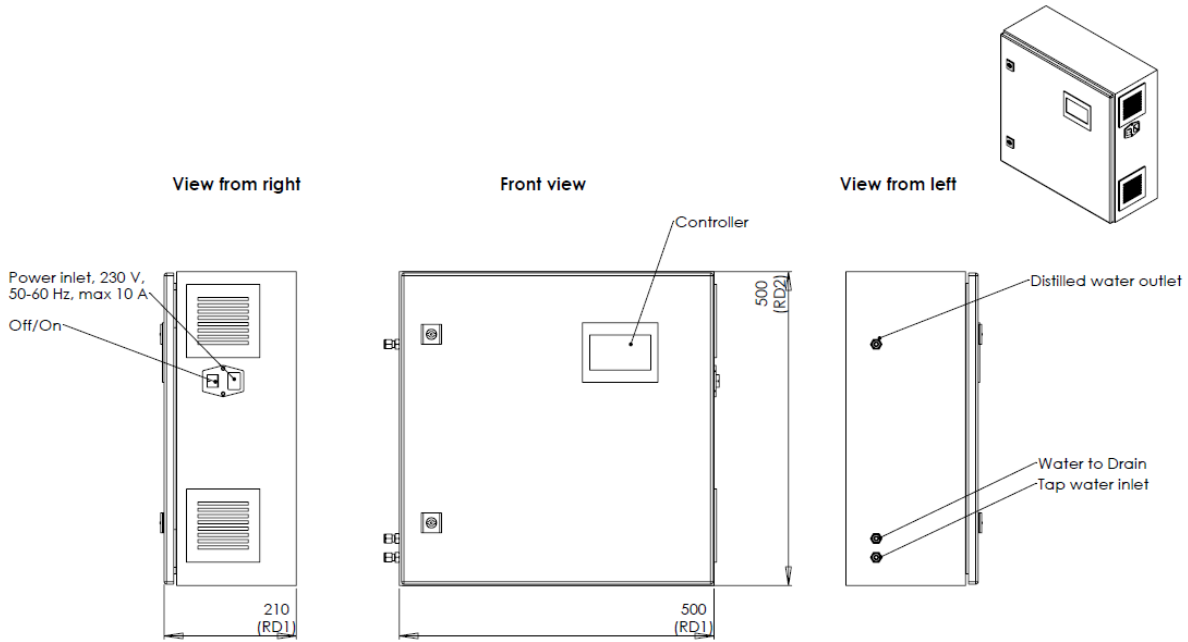 View from right
Front view
View from left
Controller
Power inlet, 230 V,
50-60 Hz, max 10 A
Off/On
500
(RD2)
Distilled water outlet
Water to Drain
Tap water inlet
210
(RD1)
500
(RD1)